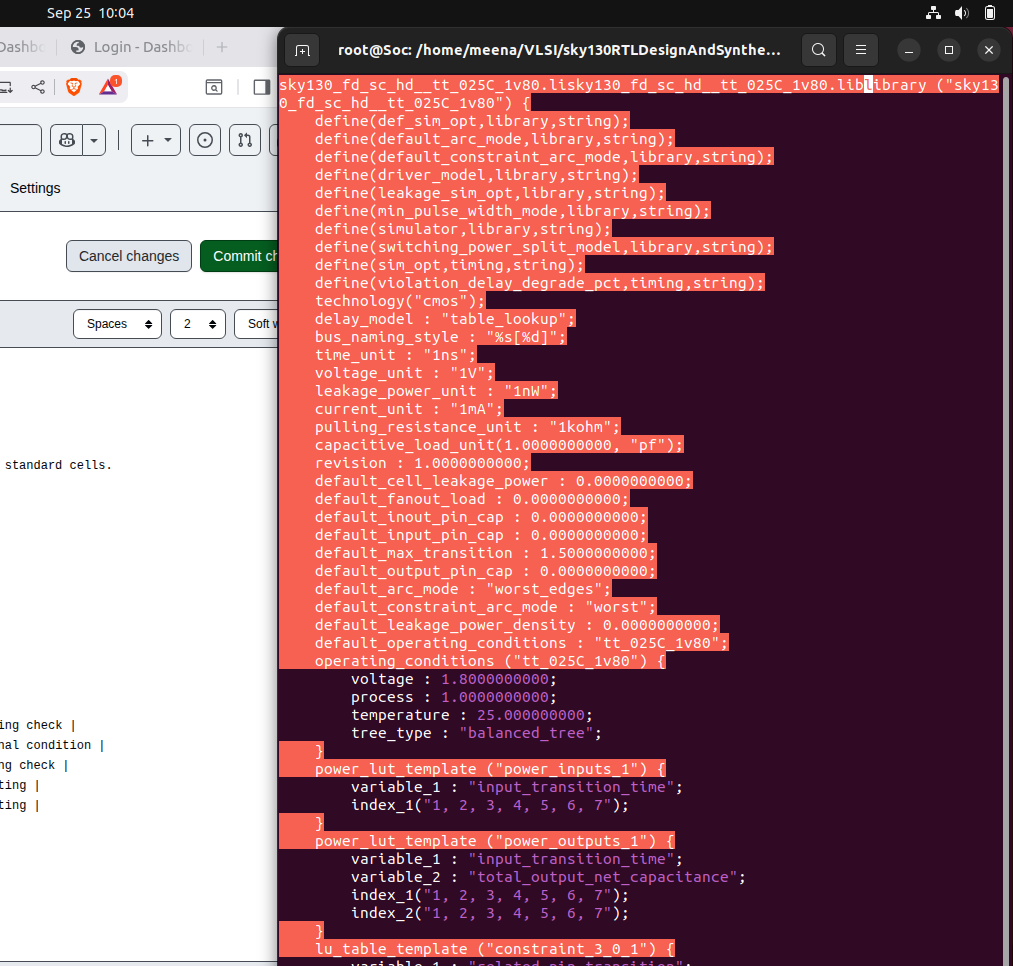 Sep 25 10:04
Dashbo
Login - Dashbo
1
Settings
Cancel changes
Commit ch
Spaces
2
Soft w
standard cells.
ing check |
nal condition |
ng check |
ting |
ting |
root@Soc: /home/meena/VLSI/sky130RTLDesignAndSynthe...
sky130_fd_sc_hd__tt_025C_1v80.lisky130_fd_sc_hd__tt_025C_1v80.liblibrary ("sky13
0_fd_sc_hd__tt_025C_1v80") {
    define(def_sim_opt,library,string);
    define(default_arc_mode,library,string);
    define(default_constraint_arc_mode,library,string);
    define(driver_model,library,string);
    define(leakage_sim_opt,library,string);
    define(min_pulse_width_mode,library,string);
    define(simulator,library,string);
    define(switching_power_split_model,library,string);
    define(sim_opt,timing,string);
    define(violation_delay_degrade_pct,timing,string);
    technology("cmos");
    delay_model : "table_lookup";
    bus_naming_style : "%s[%d]";
    time_unit : "1ns";
    voltage_unit : "1V";
    leakage_power_unit : "1nW";
    current_unit : "1mA";
    pulling_resistance_unit : "1kohm";
    capacitive_load_unit(1.0000000000, "pf");
    revision : 1.0000000000;
    default_cell_leakage_power : 0.0000000000;
    default_fanout_load : 0.0000000000;
    default_inout_pin_cap : 0.0000000000;
    default_input_pin_cap : 0.0000000000;
    default_max_transition : 1.5000000000;
    default_output_pin_cap : 0.0000000000;
    default_arc_mode : "worst_edges";
    default_constraint_arc_mode : "worst";
    default_leakage_power_density : 0.0000000000;
    default_operating_conditions : "tt_025C_1v80";
    operating_conditions ("tt_025C_1v80") {
        voltage : 1.8000000000;
        process : 1.0000000000;
        temperature : 25.000000000;
        tree_type : "balanced_tree";
    }
    power_lut_template ("power_inputs_1") {
        variable_1 : "input_transition_time";
        index_1("1, 2, 3, 4, 5, 6, 7");
    }
    power_lut_template ("power_outputs_1") {
        variable_1 : "input_transition_time";
        variable_2 : "total_output_net_capacitance";
        index_1("1, 2, 3, 4, 5, 6, 7");
        index_2("1, 2, 3, 4, 5, 6, 7");
    }
    lu_table_template ("constraint_3_0_1") {
        variable_1 : "related_pin_transition";